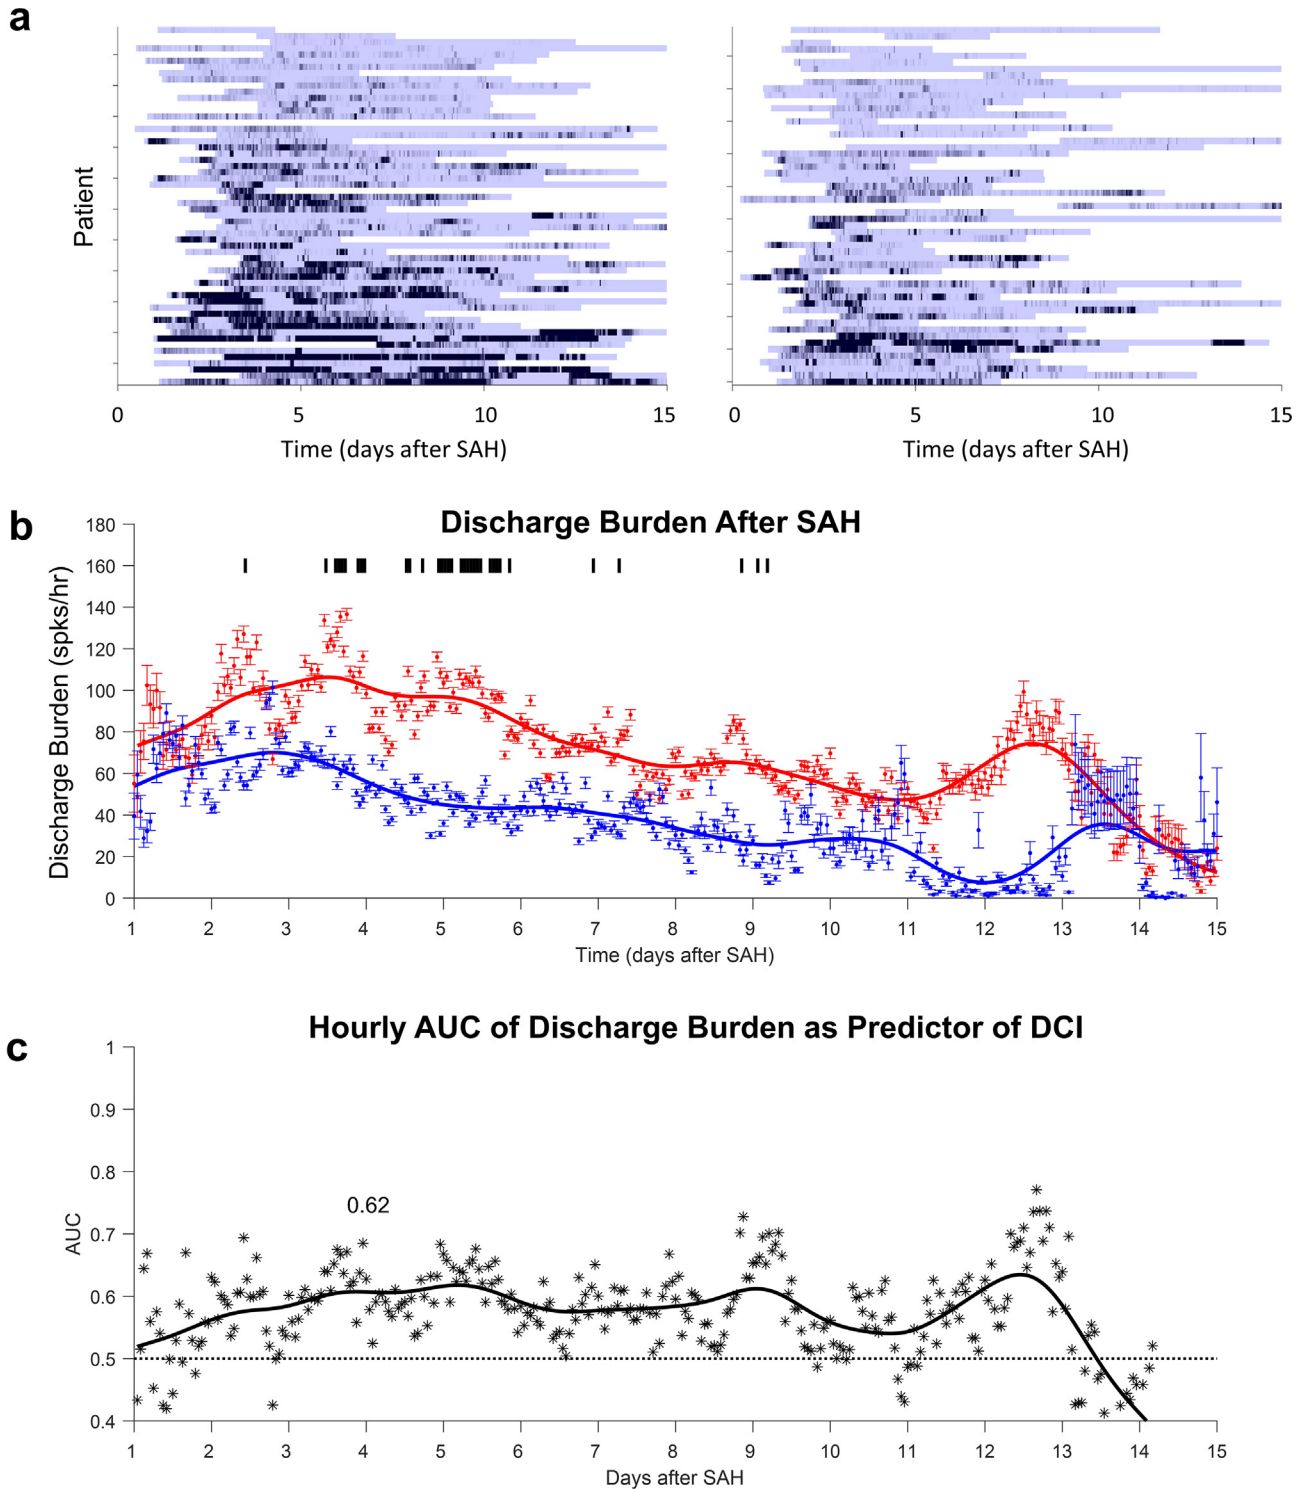 a
Patient
0 5 10 15
Time (days after SAH)
0 5 10 15
Time (days after SAH)
b
Discharge Burden After SAH
Discharge Burden (spks/hr)
180
160
140
120
100
80
60
40
20
0
1 2 3 4 5 6 7 8 9 10 11 12 13 14 15
Time (days after SAH)
c
Hourly AUC of Discharge Burden as Predictor of DCI
AUC
1
0.9
0.8
0.7
0.6
0.5
0.4
0.62
1 2 3 4 5 6 7 8 9 10 11 12 13 14 15
Days after SAH